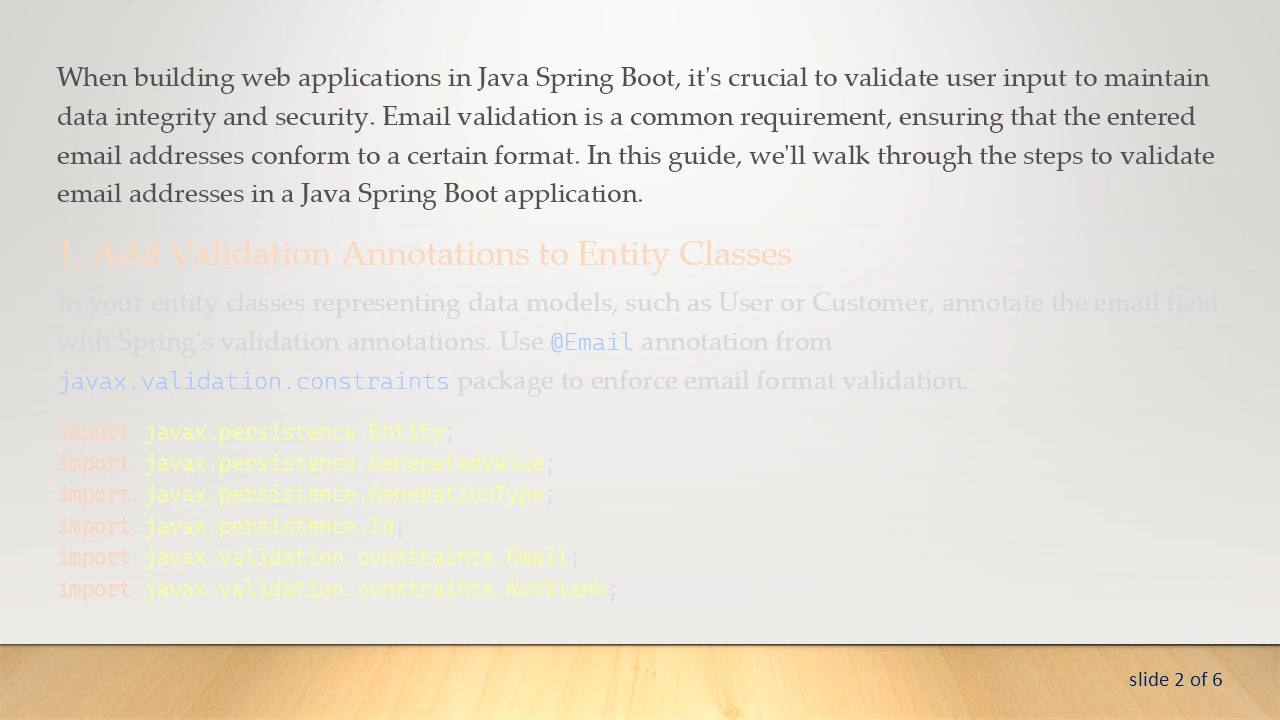 When building web applications in Java Spring Boot, it's crucial to validate user input to maintain
data integrity and security. Email validation is a common requirement, ensuring that the entered
email addresses conform to a certain format. In this guide, we'll walk through the steps to validate
email addresses in a Java Spring Boot application.
1. Add Validation Annotations to Entity Classes
In your entity classes representing data models, such as User or Customer, annotate the email field
with Spring's validation annotations. Use @Email annotation from
javax.validation.constraints package to enforce email format validation.
import javax.persistence.Entity;
import javax.persistence.GeneratedValue;
import javax.persistence.GenerationType;
import javax.persistence.Id;
import javax.validation.constraints.Email;
import javax.validation.constraints.NotBlank;
slide 2 of 6